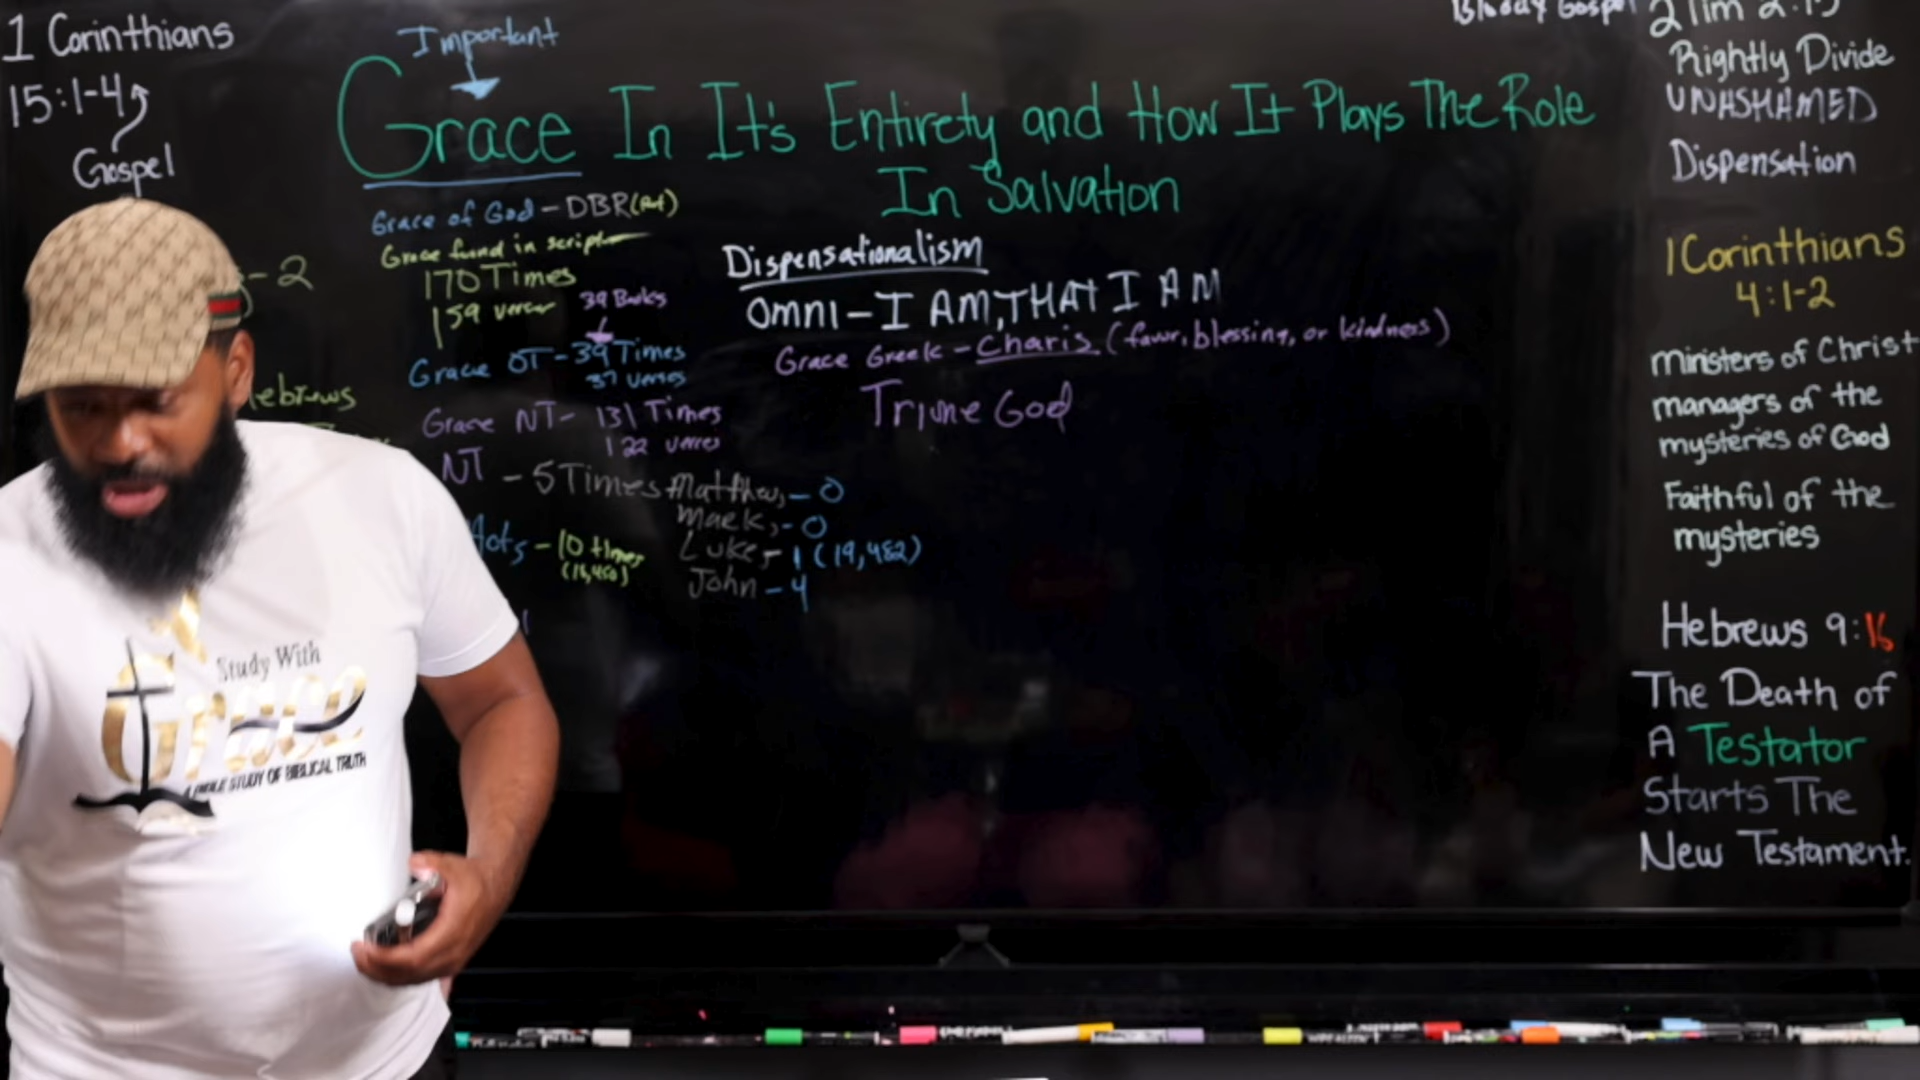 1 Corinthians
15:1-4
Gospel
-2
ebrews
Important
Grace In It's Entirety and How It Plays The Role
In Salvation
Grace of God - DBR
Grace found in
170 Times
159 verses
39 Books
Grace OT - 39 Times
37 verses
Grace NT - 131 Times
122 verses
NT - 5 Times Matthew, - 0
Mark, - 0
Luke, - 1 (19,482)
John - 4
Acts - 10 times
Dispensationalism
Omni - I AM, THAT I AM
Grace Greek - Charis (favor, blessing, or kindness)
Triune God
Bloody Gospel
2 Tim 2:15
Rightly Divide
UNASHAMED
Dispensation
1 Corinthians
4:1-2
ministers of Christ
managers of the
mysteries of God
Faithful of the
mysteries
Hebrews 9:16
The Death of
A Testator
Starts The
New Testament.
Study With
Grace
A BIBLE STUDY OF BIBLICAL TRUTH